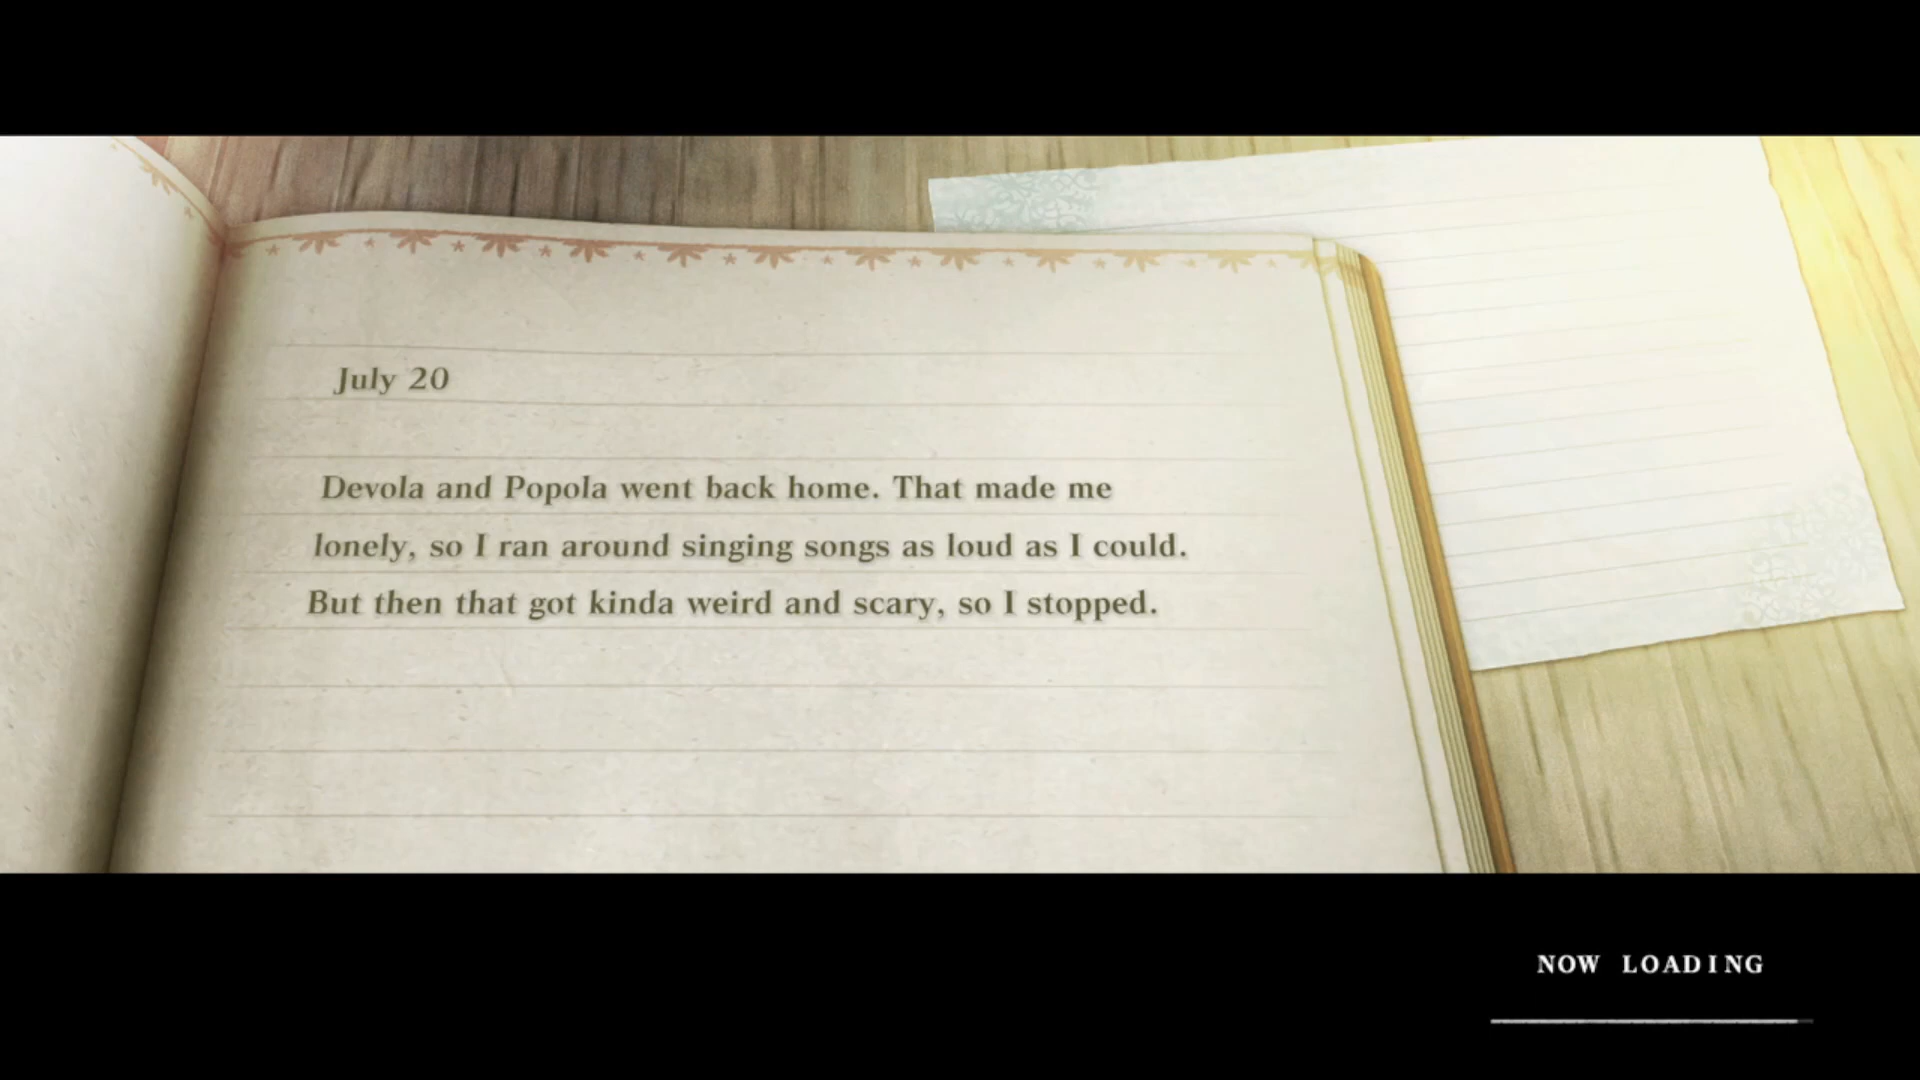 July 20
Devola and Popola went back home. That made me
lonely, so I ran around singing songs as loud as I could.
But then that got kinda weird and scary, so I stopped.
NOW LOADING